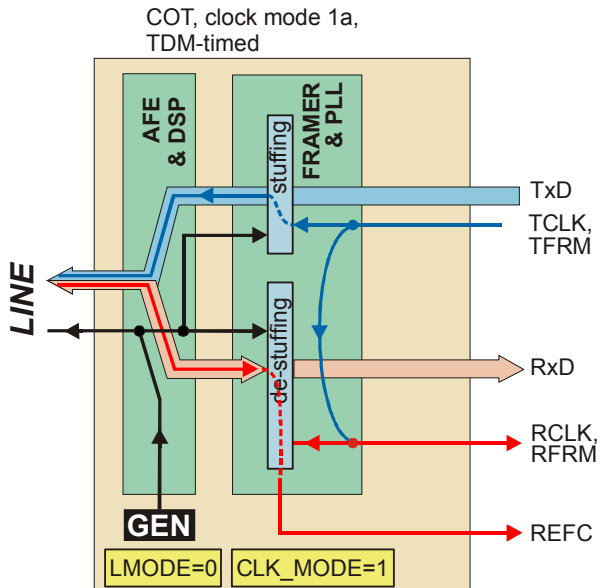 COT, clock mode 1a,
TDM-timed
AFE
& DSP
FRAMER
& PLL
stuffing
TxD
TCLK,
TFRM
LINE
de-stuffing
RxD
RCLK,
RFRM
GEN
REFC
LMODE=0
CLK_MODE=1